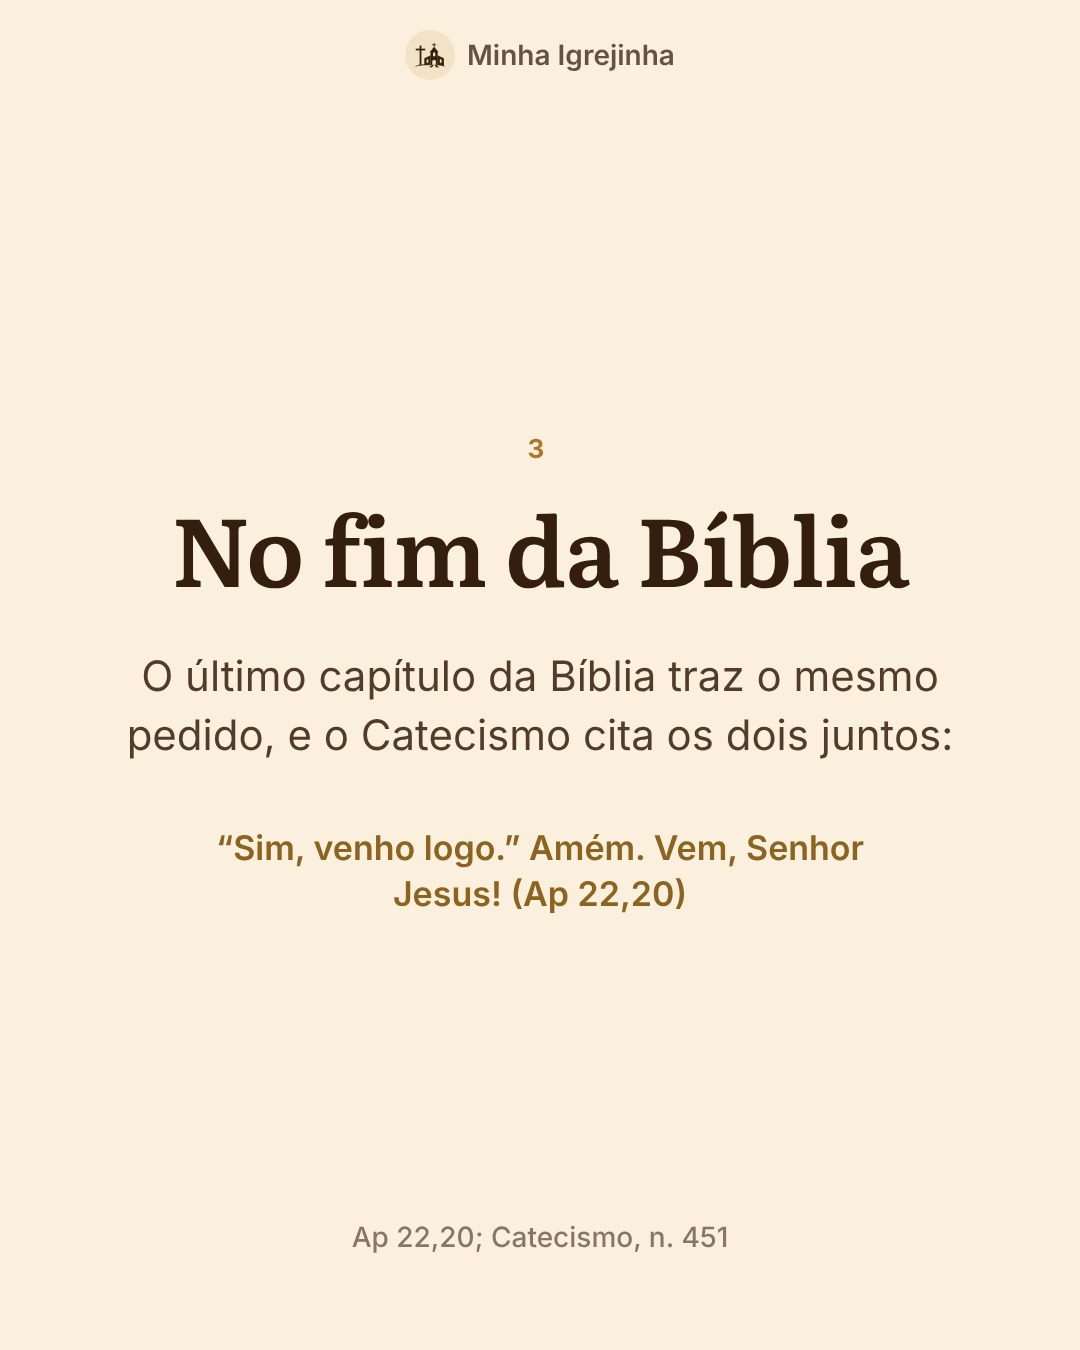 Minha Igrejinha
3
No fim da Bíblia
O último capítulo da Bíblia traz o mesmo
pedido, e o Catecismo cita os dois juntos:
“Sim, venho logo.” Amém. Vem, Senhor
Jesus! (Ap 22,20)
Ap 22,20; Catecismo, n. 451